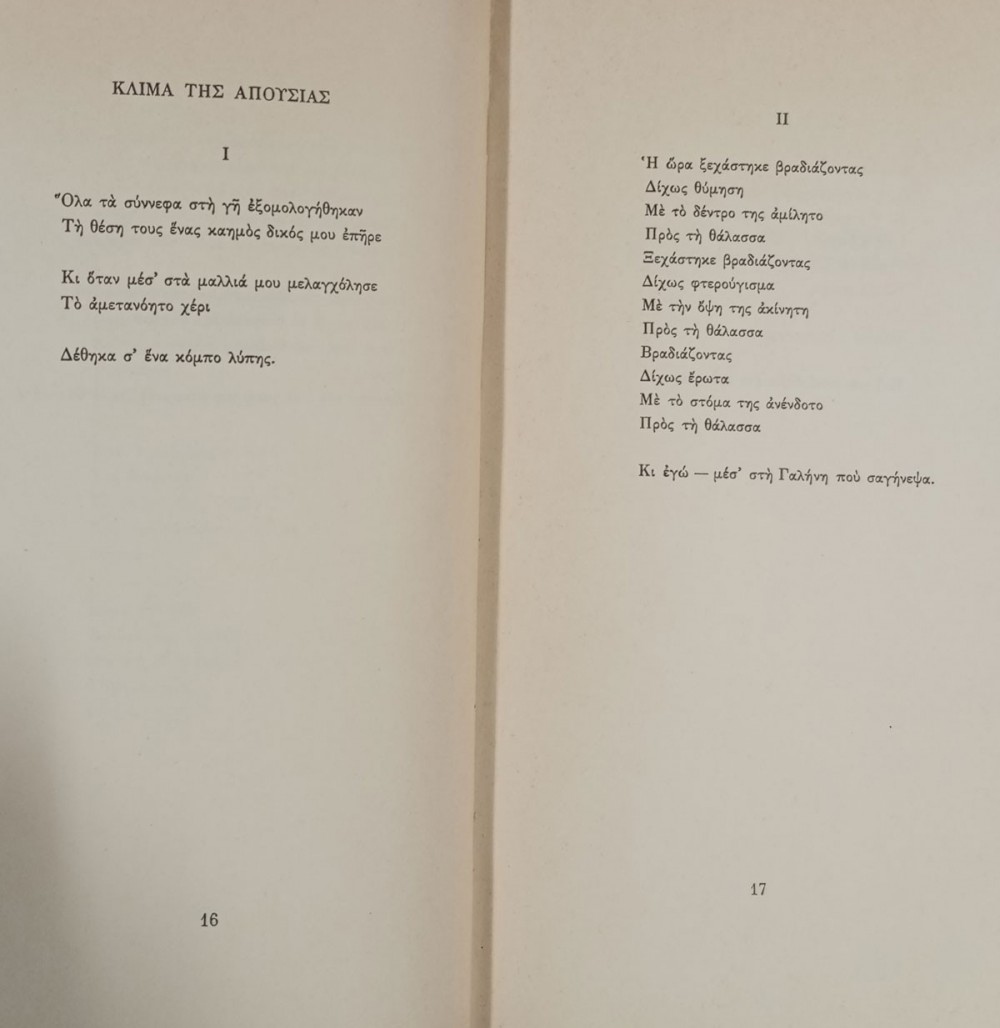 ΚΛΙΜΑ ΤΗΣ ΑΠΟΥΣΙΑΣ
I
Ὅλα τὰ σύννεφα στὴ γῆ ἐξομολογήθηκαν
Τὴ θέση τους ἕνας καημὸς δικός μου ἐπῆρε
Κι ὅταν μέσ' στὰ μαλλιά μου μελαγχόλησε
Τὸ ἀμετανόητο χέρι
Δέθηκα σ' ἕνα κόμπο λύπης.
16
II
Ἡ ὥρα ξεχάστηκε βραδιάζοντας
Δίχως θύμηση
Μὲ τὸ δέντρο της ἀμίλητο
Πρὸς τὴ θάλασσα
Ξεχάστηκε βραδιάζοντας
Δίχως φτερούγισμα
Μὲ τὴν ὄψη της ἀκίνητη
Πρὸς τὴ θάλασσα
Βραδιάζοντας
Δίχως ἔρωτα
Μὲ τὸ στόμα της ἀνένδοτο
Πρὸς τὴ θάλασσα
Κι ἐγώ — μέσ' στὴ Γαλήνη ποὺ σαγήνεψα.
17